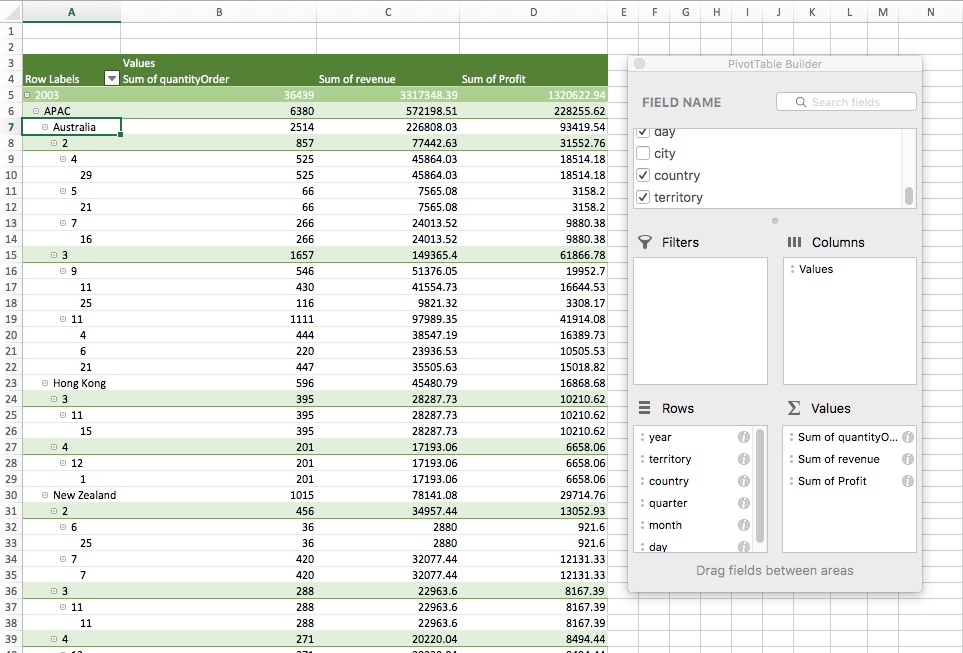 A B C D E F G H I J K L M N
1
2
3 Values
4 Row Labels Sum of quantityOrder Sum of revenue Sum of Profit
5 2003 36439 3317348.39 1320622.94
6 APAC 6380 572198.51 228255.62
7 Australia 2514 226808.03 93419.54
8 2 857 77442.63 31552.76
9 4 525 45864.03 18514.18
10 29 525 45864.03 18514.18
11 5 66 7565.08 3158.2
12 21 66 7565.08 3158.2
13 7 266 24013.52 9880.38
14 16 266 24013.52 9880.38
15 3 1657 149365.4 61866.78
16 9 546 51376.05 19952.7
17 11 430 41554.73 16644.53
18 25 116 9821.32 3308.17
19 11 1111 97989.35 41914.08
20 4 444 38547.19 16389.73
21 6 220 23936.53 10505.53
22 21 447 35505.63 15018.82
23 Hong Kong 596 45480.79 16868.68
24 3 395 28287.73 10210.62
25 11 395 28287.73 10210.62
26 15 395 28287.73 10210.62
27 4 201 17193.06 6658.06
28 12 201 17193.06 6658.06
29 1 201 17193.06 6658.06
30 New Zealand 1015 78141.08 29714.76
31 2 456 34957.44 13052.93
32 6 36 2880 921.6
33 25 36 2880 921.6
34 7 420 32077.44 12131.33
35 7 420 32077.44 12131.33
36 3 288 22963.6 8167.39
37 11 288 22963.6 8167.39
38 11 288 22963.6 8167.39
39 4 271 20220.04 8494.44
PivotTable Builder
FIELD NAME Search fields
day
city
country
territory
Filters Columns
Values
Rows Values
year Sum of quantityO...
territory Sum of revenue
country Sum of Profit
quarter
month
day
Drag fields between areas